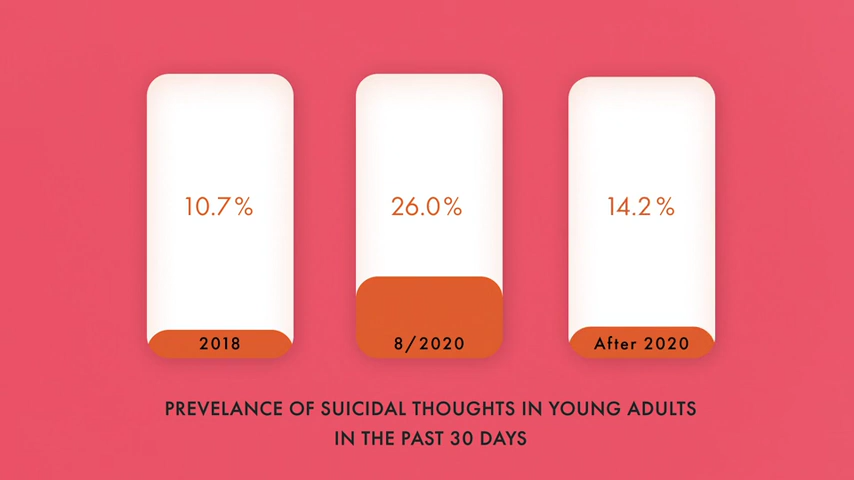 10.7%
26.0%
14.2%
2018
8/2020
After 2020
PREVELANCE OF SUICIDAL THOUGHTS IN YOUNG ADULTS
IN THE PAST 30 DAYS